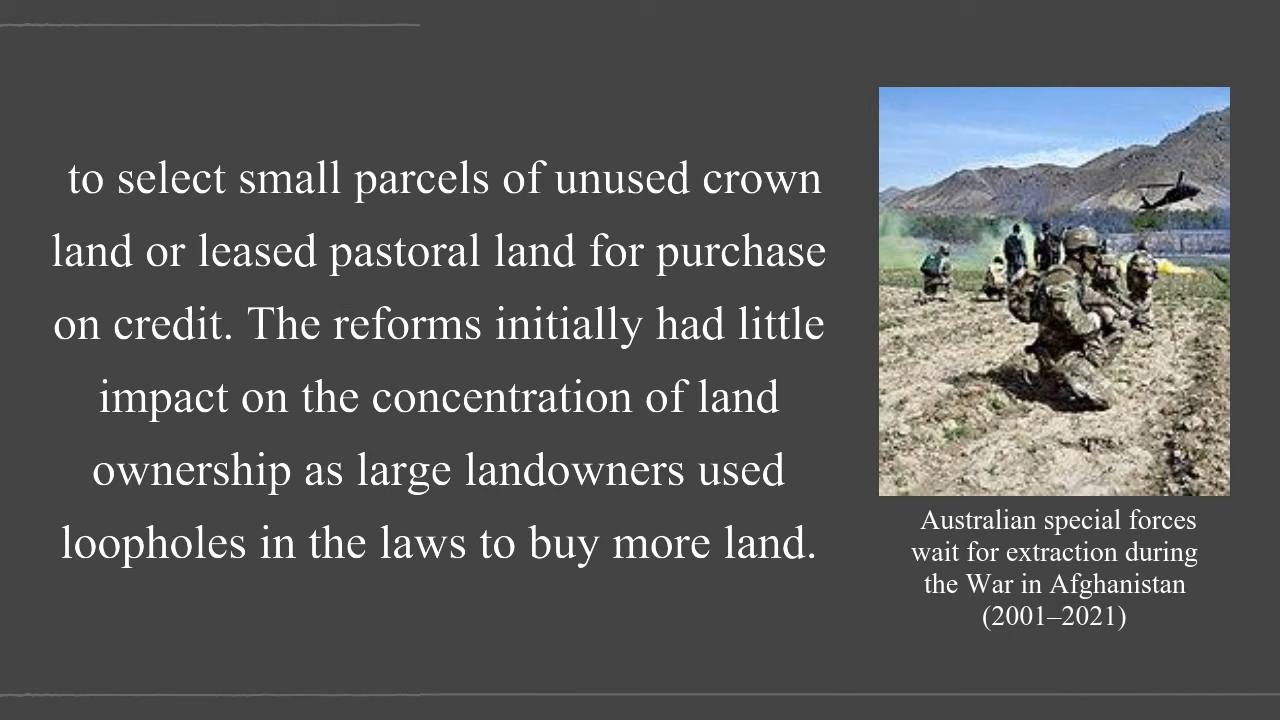 to select small parcels of unused crown
land or leased pastoral land for purchase
on credit. The reforms initially had little
impact on the concentration of land
ownership as large landowners used
loopholes in the laws to buy more land.
Australian special forces
wait for extraction during
the War in Afghanistan
(2001–2021)